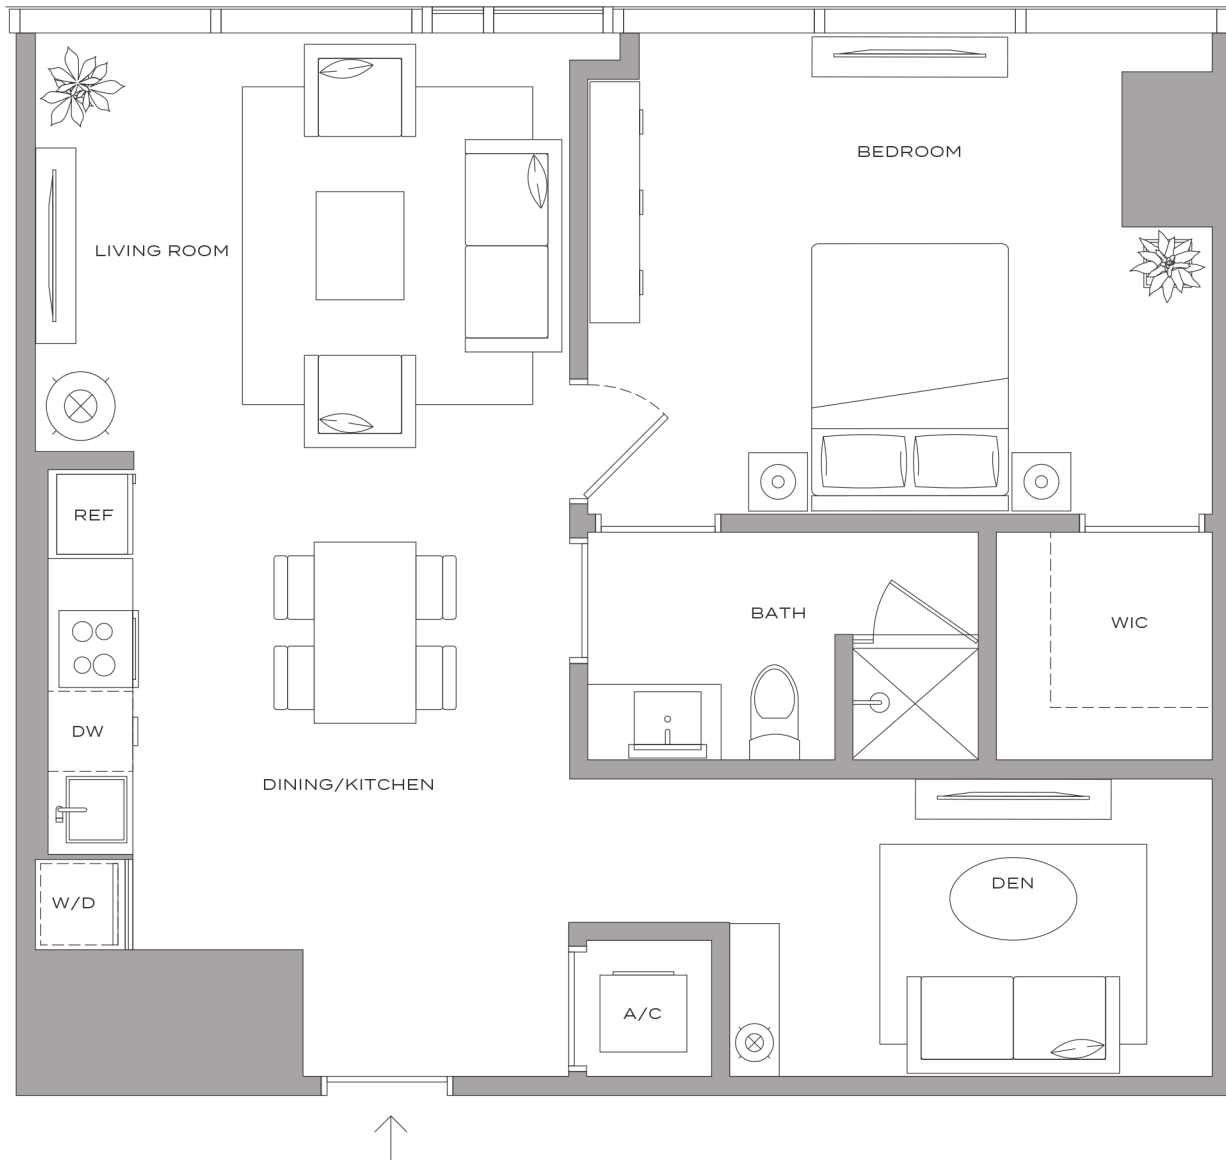 BEDROOM
LIVING ROOM
REF
BATH
WIC
DW
DINING/KITCHEN
DEN
W/D
A/C